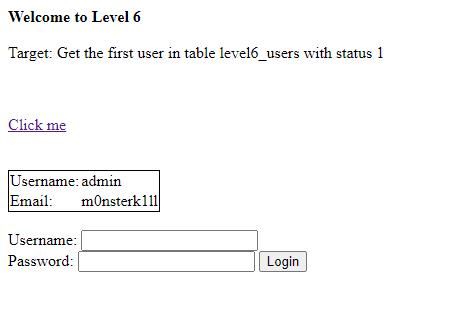 Welcome to Level 6
Target: Get the first user in table level6_users with status 1
Click me
Username: admin
Email: m0nsterk1ll
Username:
Password: Login